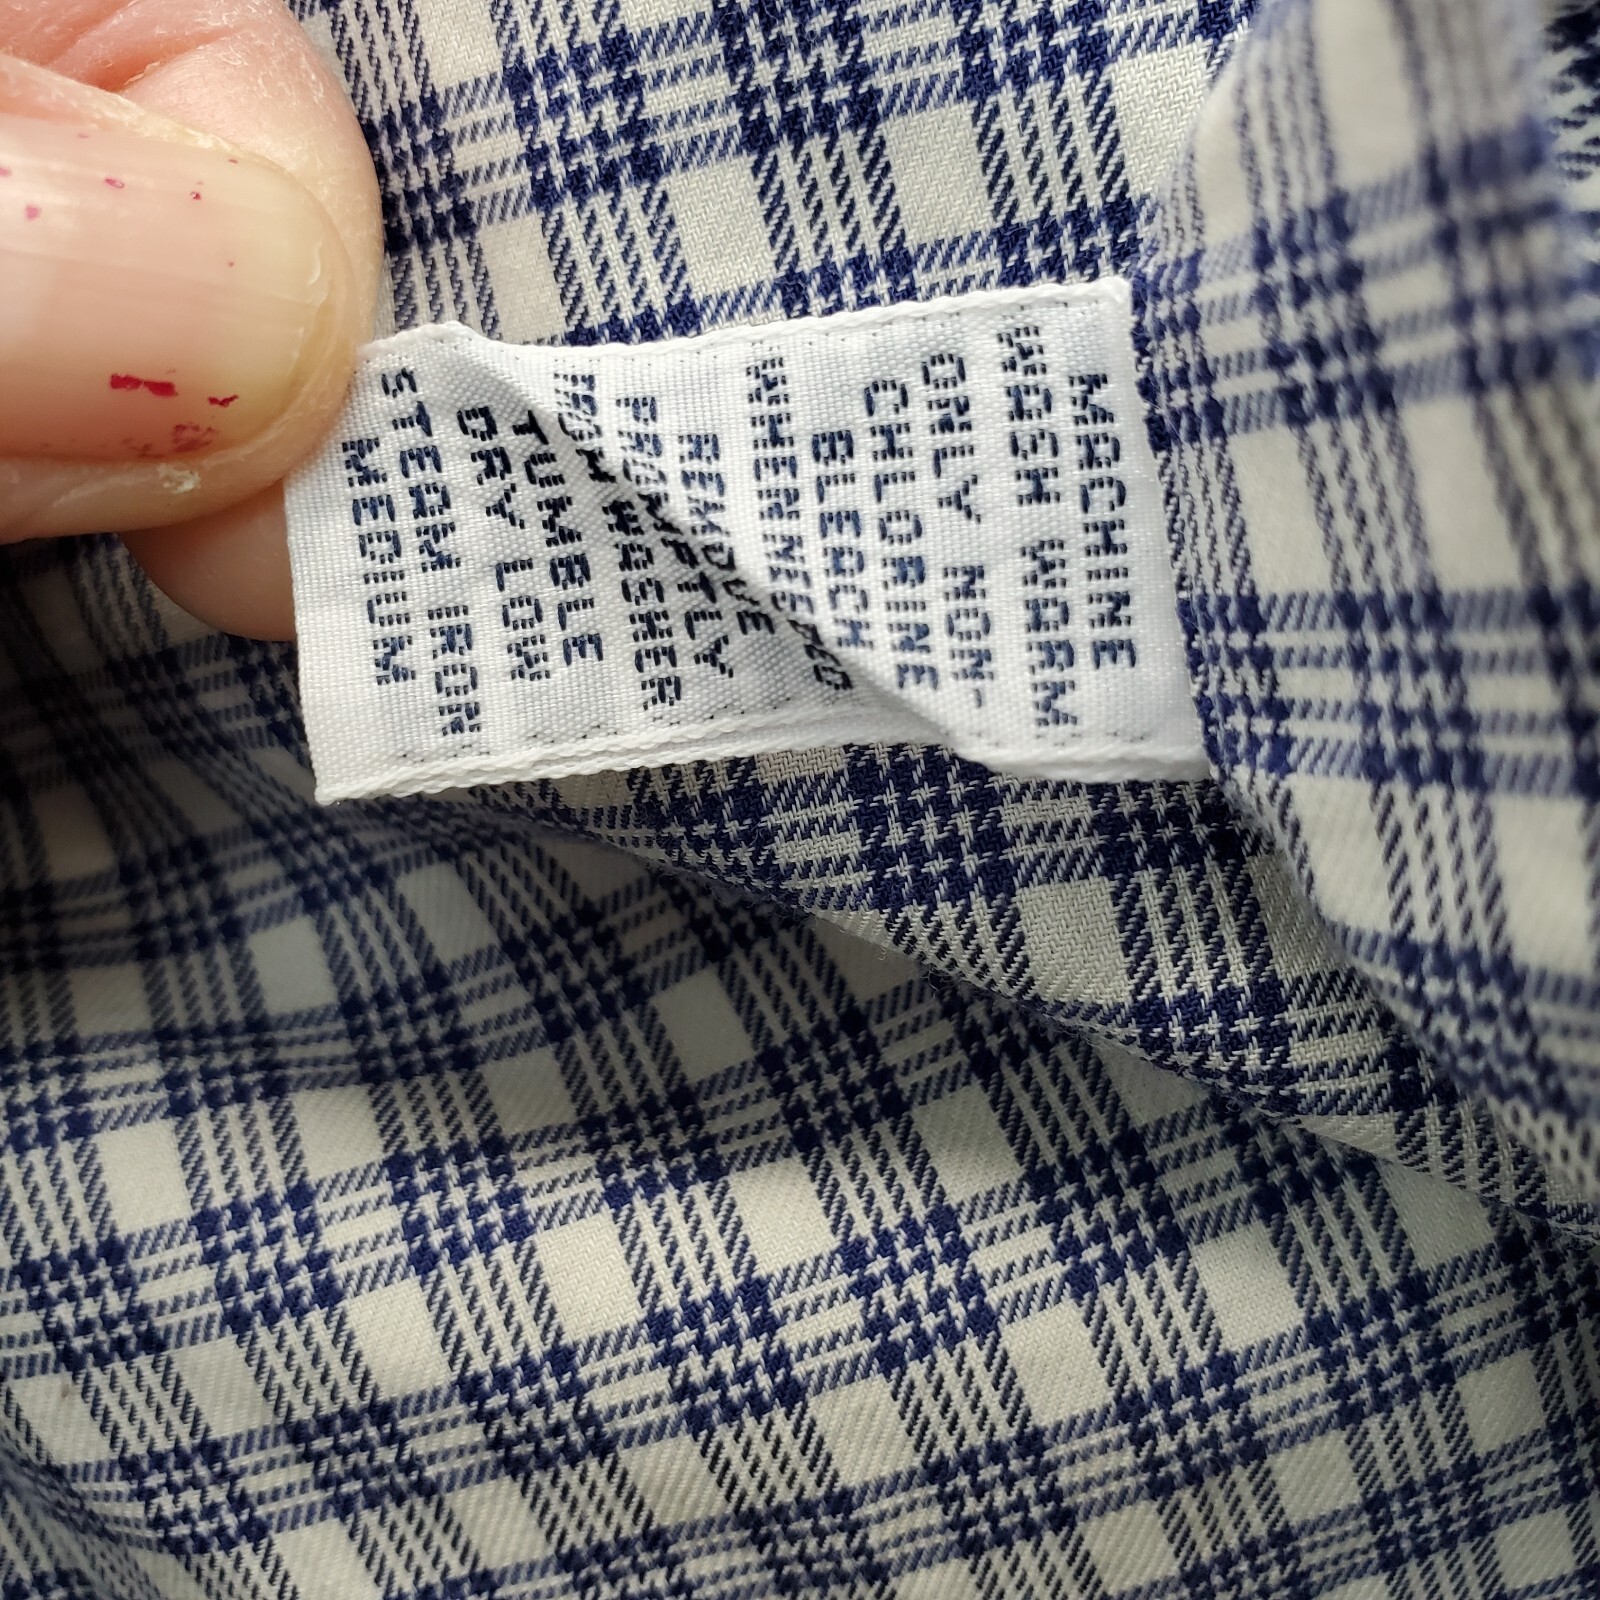 MACHINE
WASH WARM
ONLY NON-
CHLORINE
BLEACH
WHEN NEEDED
REMOVE
PROMPTLY
FROM WASHER
TUMBLE
DRY LOW
STEAM IRON
MEDIUM